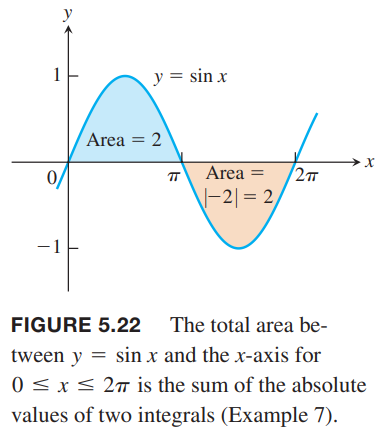 y
1
y = sin x
Area = 2
0
π
Area =
2π
x
|−2| = 2
−1
FIGURE 5.22 The total area be-
tween y = sin x and the x-axis for
0 ≤ x ≤ 2π is the sum of the absolute
values of two integrals (Example 7).